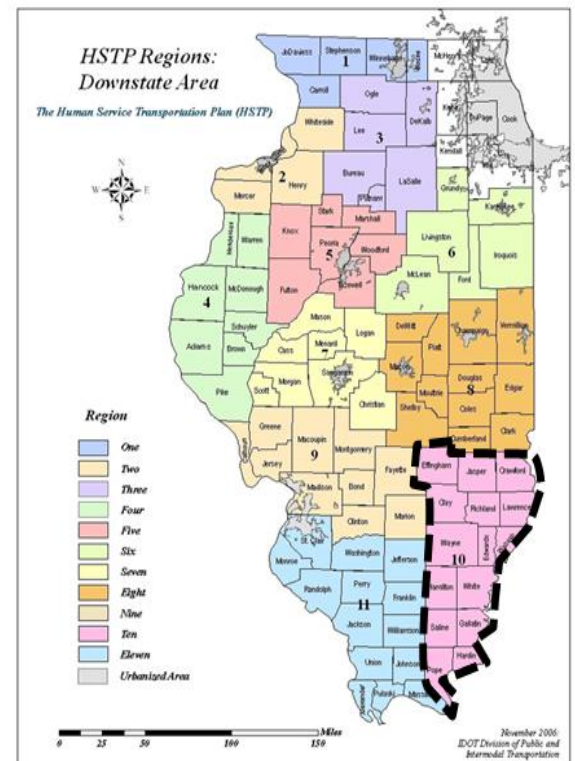 HSTP Regions:
Downstate Area
The Human Service Transportation Plan (HSTP)
N
W E
S
JoDaviess
Stephenson
Winnebago
Boone
McHenry
1
Carroll
Ogle
DeKalb
Kane
DuPage
Cook
Whiteside
Lee
3
Kendall
2
Henry
Bureau
LaSalle
Grundy
Mercer
Putnam
Kankakee
Stark
Marshall
Henderson
Warren
Knox
Peoria
5
Woodford
Livingston
6
Iroquois
Hancock
McDonough
4
Fulton
Tazewell
McLean
Ford
Schuyler
Mason
Logan
DeWitt
Champaign
Vermilion
Adams
Brown
Cass
Menard
7
Piatt
Macon
Sangamon
Morgan
Scott
Christian
Douglas
8
Edgar
Moultrie
Coles
Shelby
Pike
Greene
Macoupin
Montgomery
Cumberland
Clark
Calhoun
Jersey
9
Fayette
Effingham
Jasper
Crawford
Madison
Bond
Clay
Richland
Lawrence
Clinton
Marion
St. Clair
Wayne
Edwards
Washington
Jefferson
10
Monroe
Randolph
Perry
Hamilton
White
11
Franklin
Jackson
Williamson
Saline
Gallatin
Union
Johnson
Pope
Hardin
Pulaski
Region
One
Two
Three
Four
Five
Six
Seven
Eight
Nine
Ten
Eleven
Urbanized Area
Miles
0 25 50 100 150
November 2006
IDOT Division of Public and
Intermodal Transportation